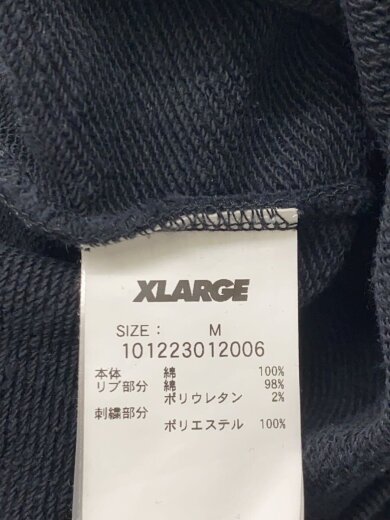 XLARGE
SIZE : M
101223012006
本体 綿 100%
リブ部分 綿 98%
ポリウレタン 2%
刺繍部分
ポリエステル 100%